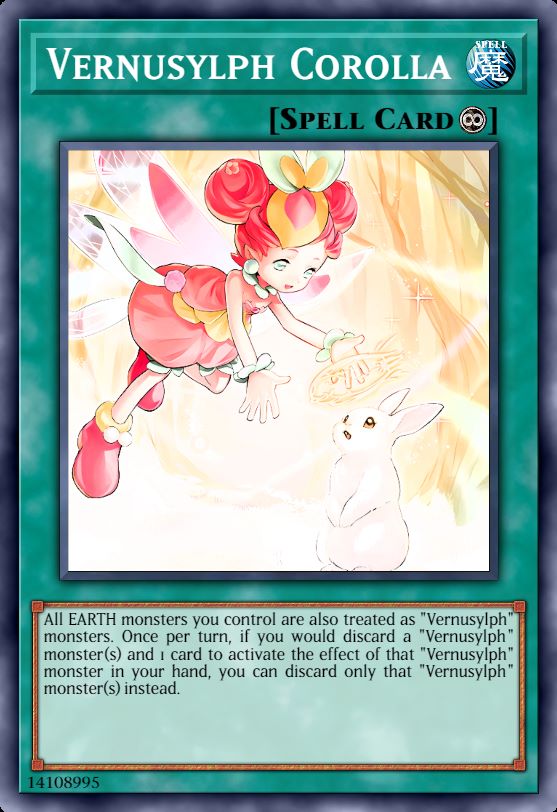 VERNUSYLPH COROLLA
SPELL
魔
[SPELL CARD]
All EARTH monsters you control are also treated as "Vernusylph"
monsters. Once per turn, if you would discard a "Vernusylph"
monster(s) and 1 card to activate the effect of that "Vernusylph"
monster in your hand, you can discard only that "Vernusylph"
monster(s) instead.
14108995